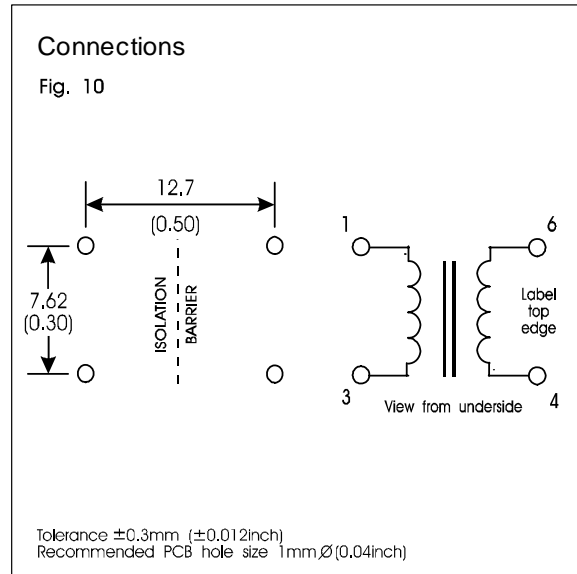 Connections
Fig. 10
12.7
(0.50)
7.62
(0.30)
ISOLATION
BARRIER
1
6
Label
top
edge
3
4
View from underside
Tolerance ±0.3mm (±0.012inch)
Recommended PCB hole size 1mm Ø (0.04inch)